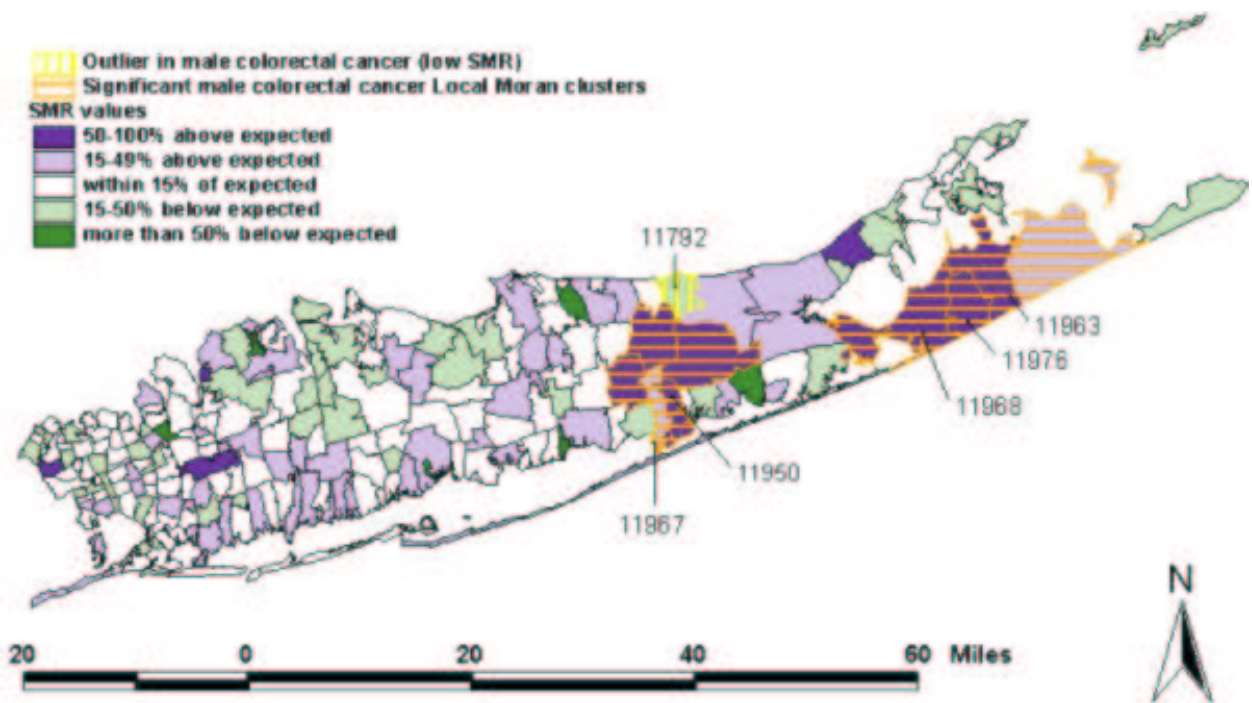 Outlier in male colorectal cancer (low SMR)
Significant male colorectal cancer Local Moran clusters
SMR values
50-100% above expected
15-49% above expected
within 15% of expected
15-50% below expected
more than 50% below expected
11792
11963
11976
11968
11950
11967
N
20 0 20 40 60 Miles